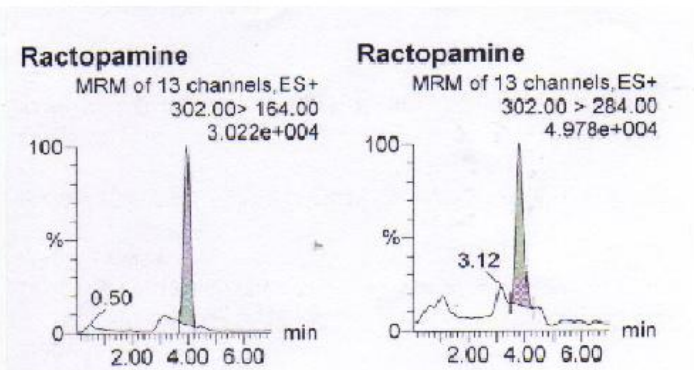 Ractopamine
MRM of 13 channels,ES+
302.00> 164.00
3.022e+004
100
%
0.50
0
min
2.00 4.00 6.00
Ractopamine
MRM of 13 channels,ES+
302.00 > 284.00
4.978e+004
100
%
3.12
0
min
2.00 4.00 6.00